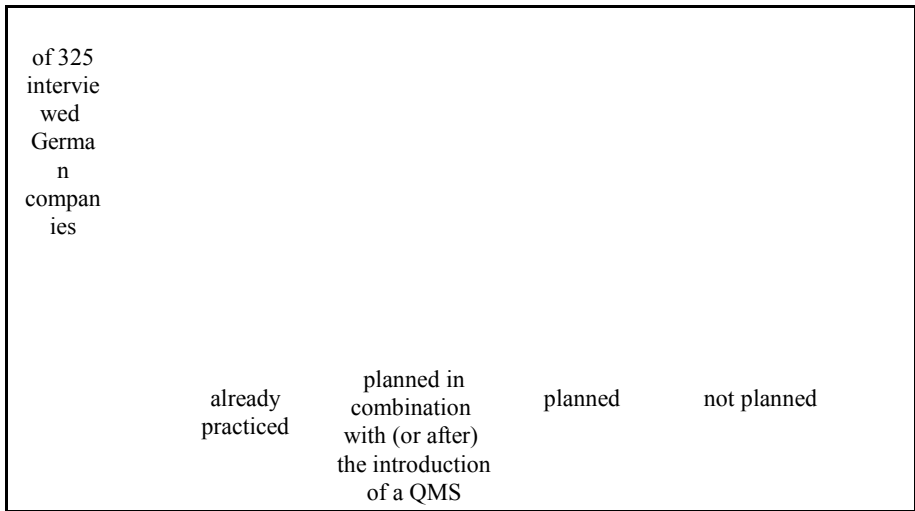 of 325
intervie
wed
Germa
n
compan
ies
already
practiced
planned in
combination
with (or after)
the introduction
of a QMS
planned
not planned